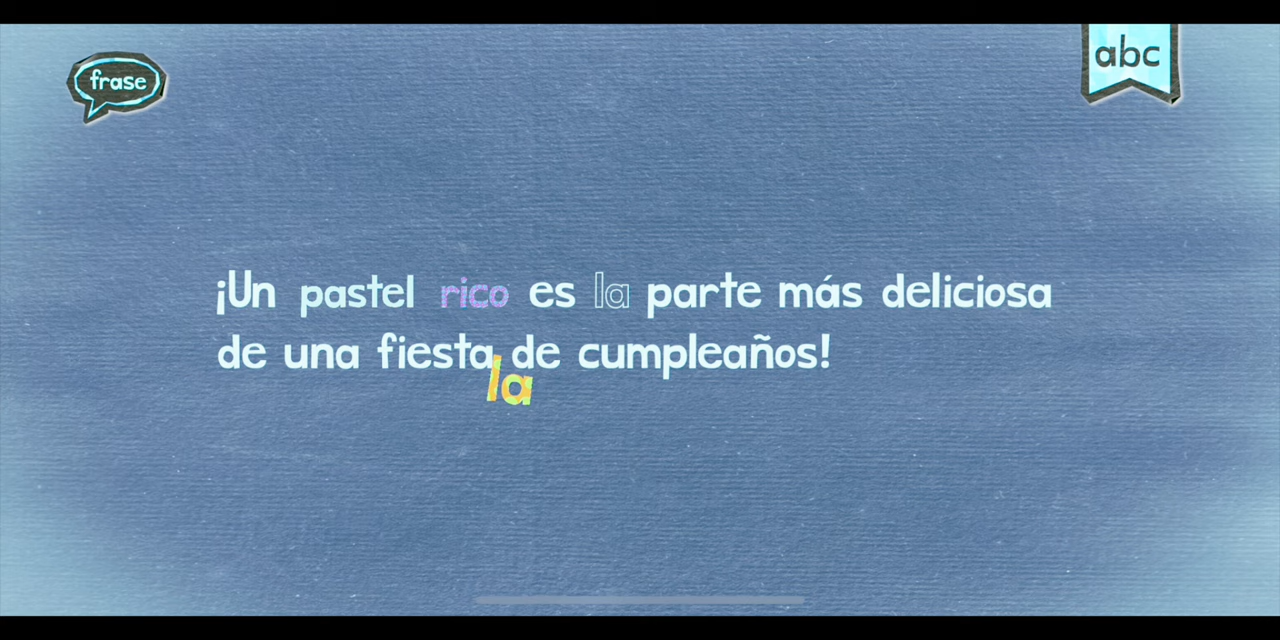 frase
abc
¡Un pastel rico es la parte más deliciosa
de una fiesta de cumpleaños!
la